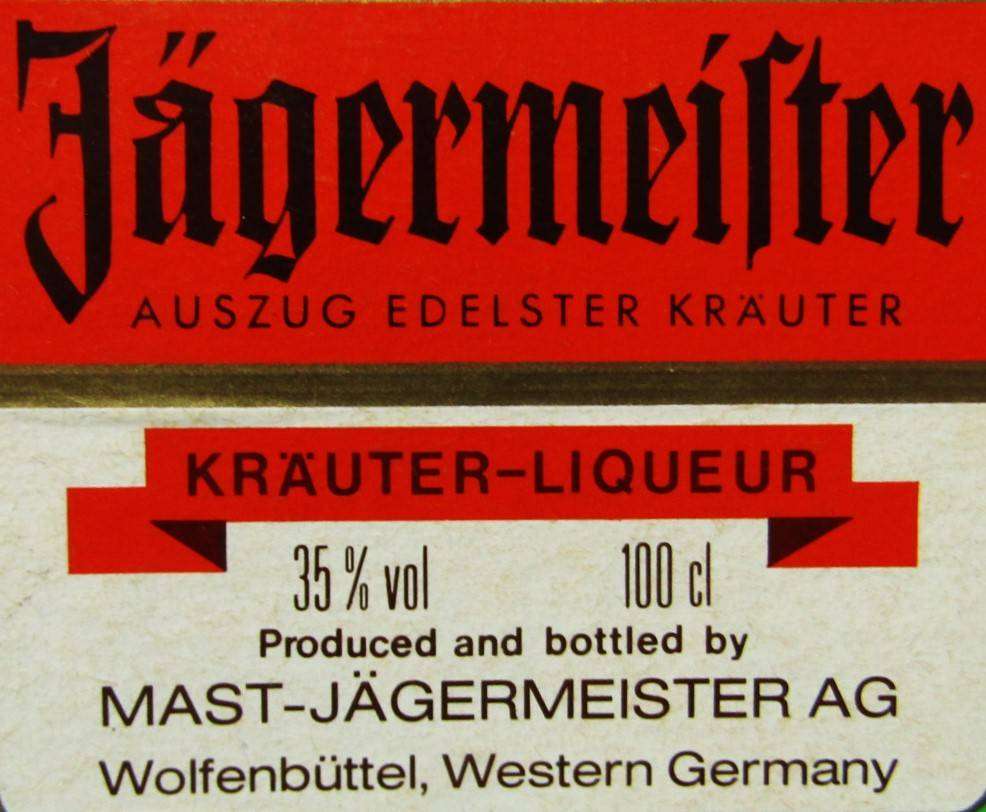 Jägermeiſter
AUSZUG EDELSTER KRÄUTER
KRÄUTER-LIQUEUR
35 % vol 100 cl
Produced and bottled by
MAST-JÄGERMEISTER AG
Wolfenbüttel, Western Germany